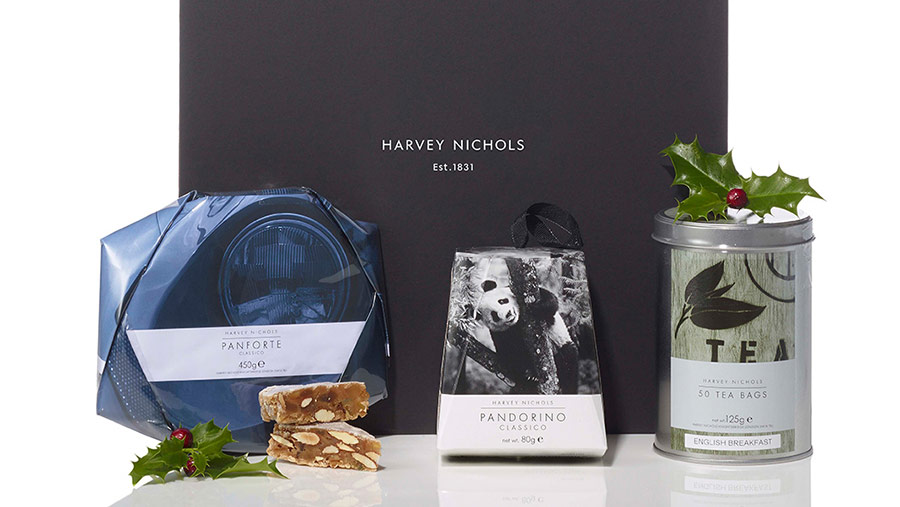 HARVEY NICHOLS
Est.1831
HARVEY NICHOLS
PANFORTE
CLASSICO
450g e
HARVEY NICHOLS
PANDORINO
CLASSICO
net wt. 80g e
TEA
HARVEY NICHOLS
50 TEA BAGS
net wt 125g e
ENGLISH BREAKFAST